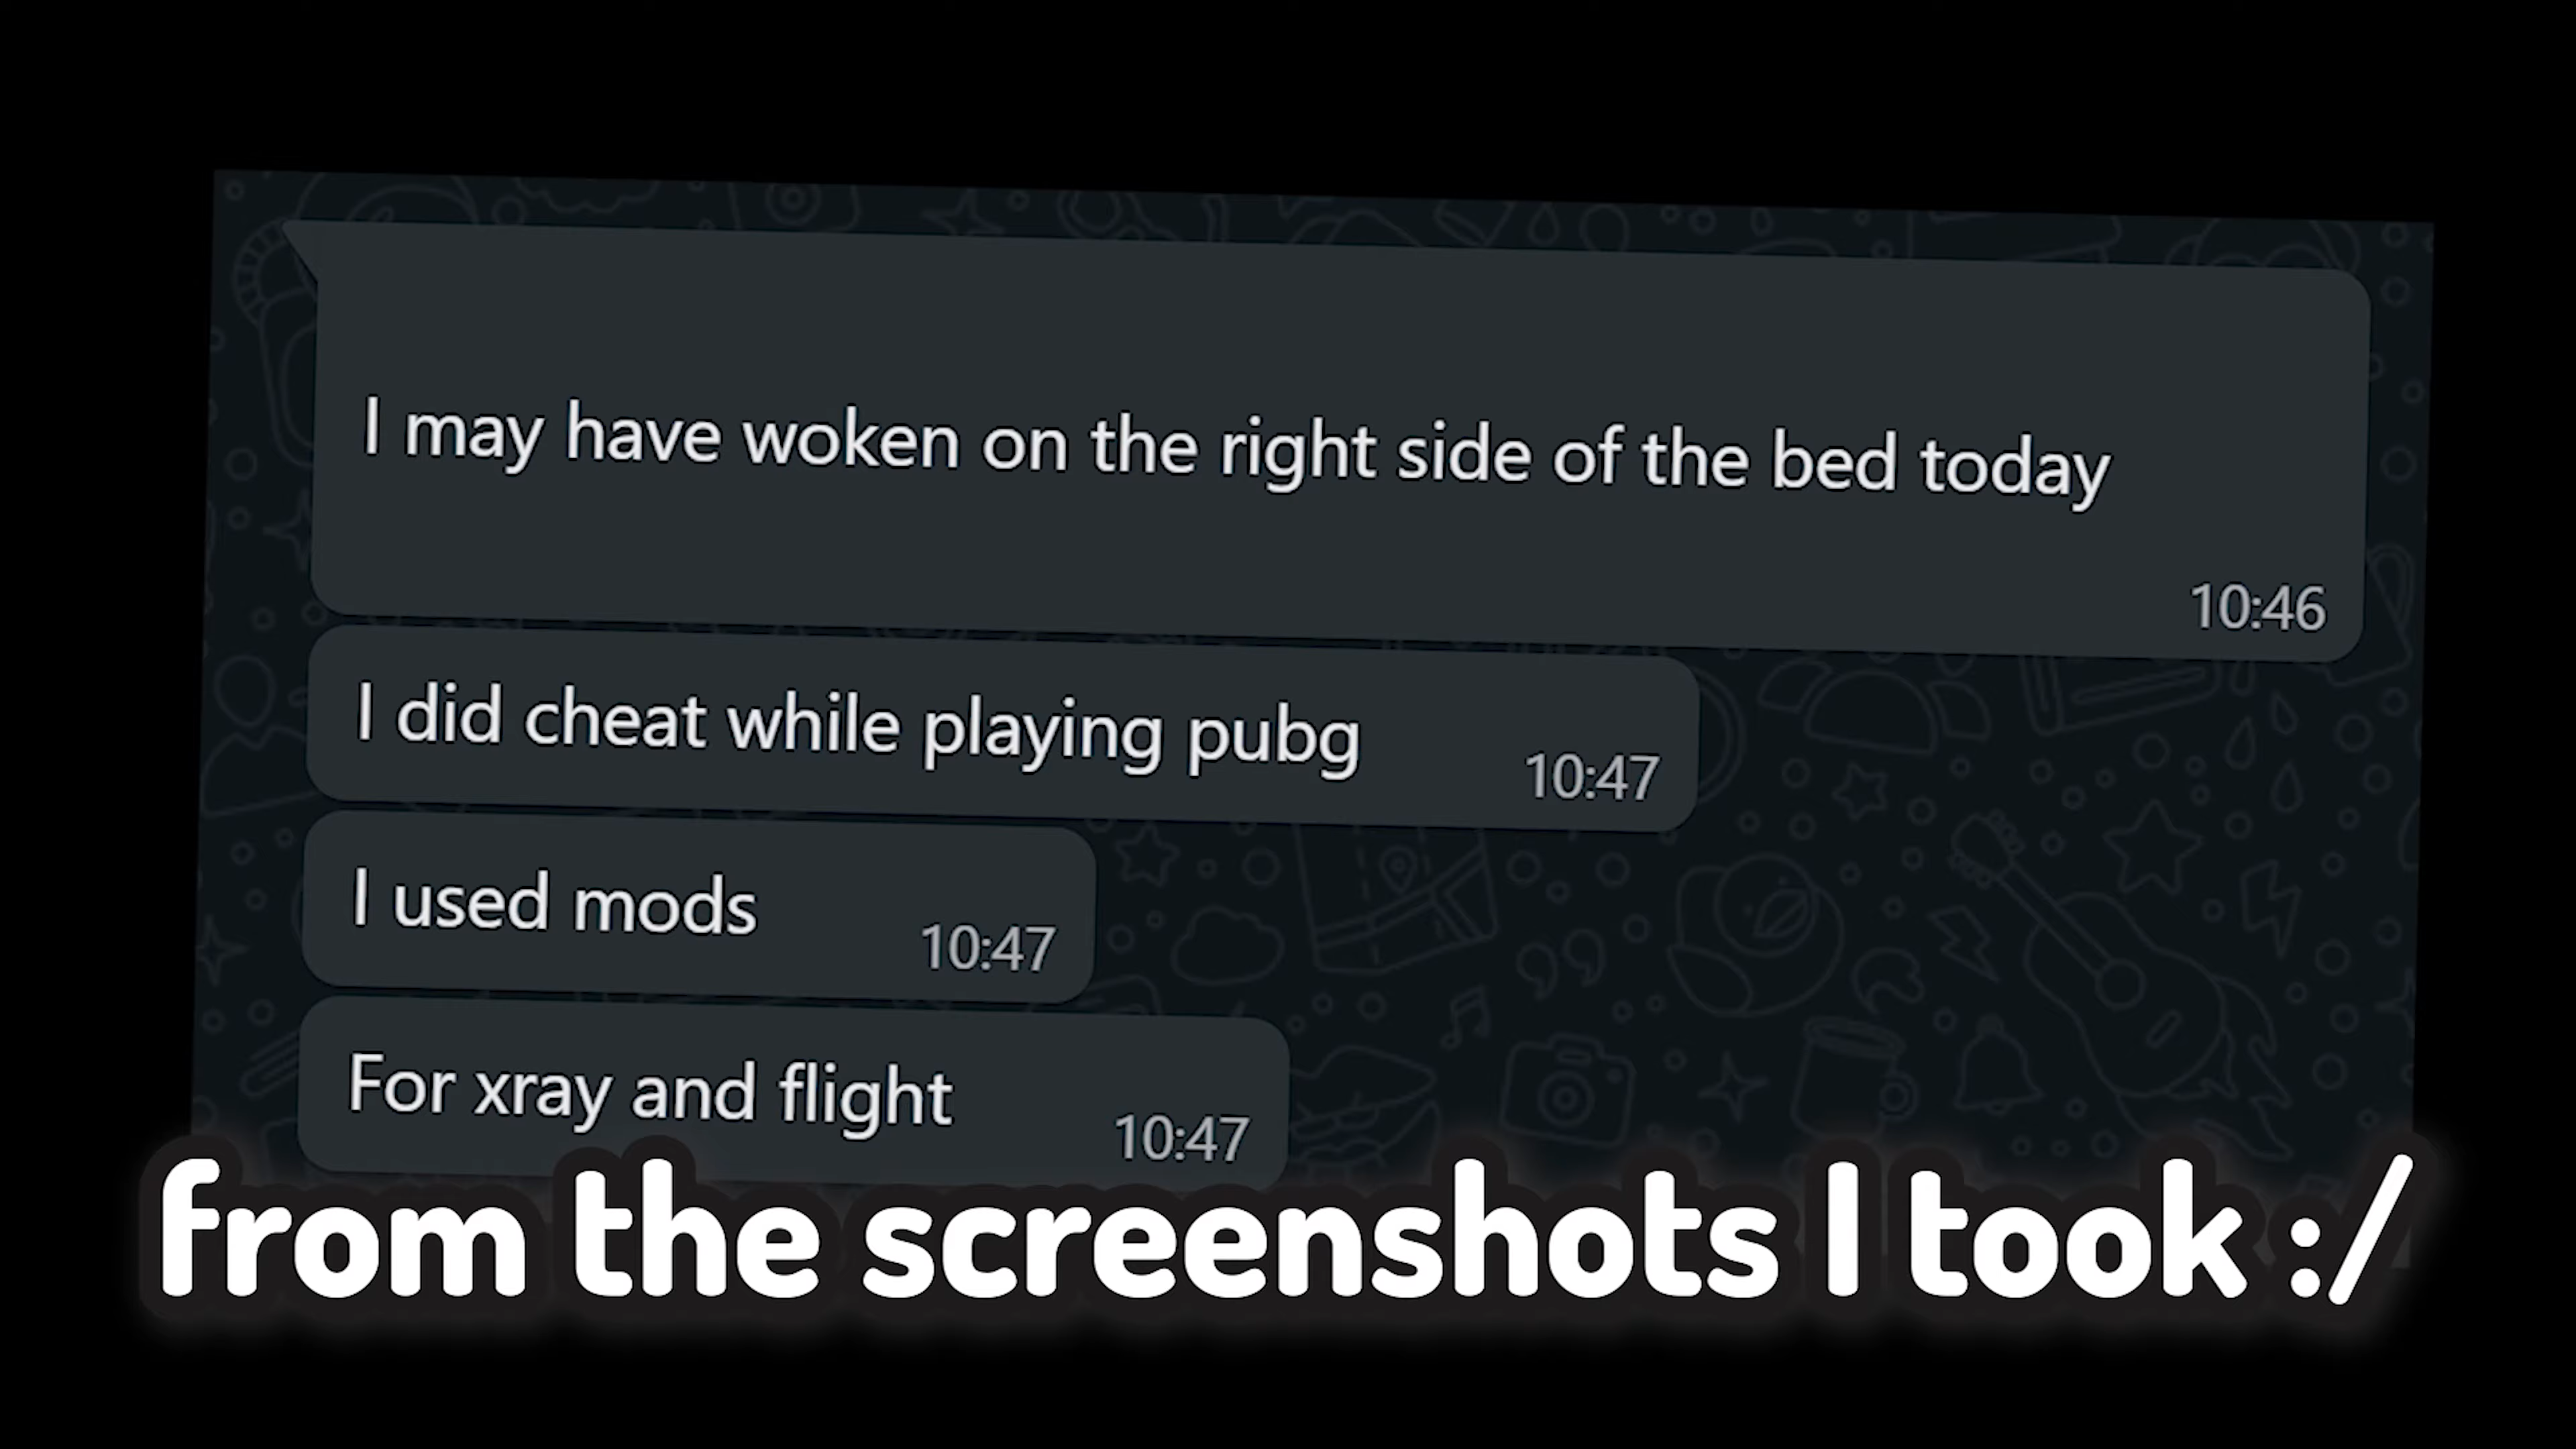 I may have woken on the right side of the bed today
10:46
I did cheat while playing pubg
10:47
I used mods
10:47
For xray and flight
10:47
from the screenshots I took :/